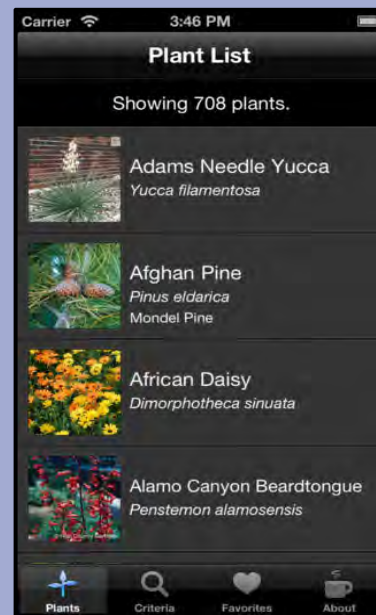 Carrier 3:46 PM
Plant List
Showing 708 plants.
Adams Needle Yucca
Yucca filamentosa
Afghan Pine
Pinus eldarica
Mondel Pine
African Daisy
Dimorphotheca sinuata
Alamo Canyon Beardtongue
Penstemon alamosensis
Plants Criteria Favorites About